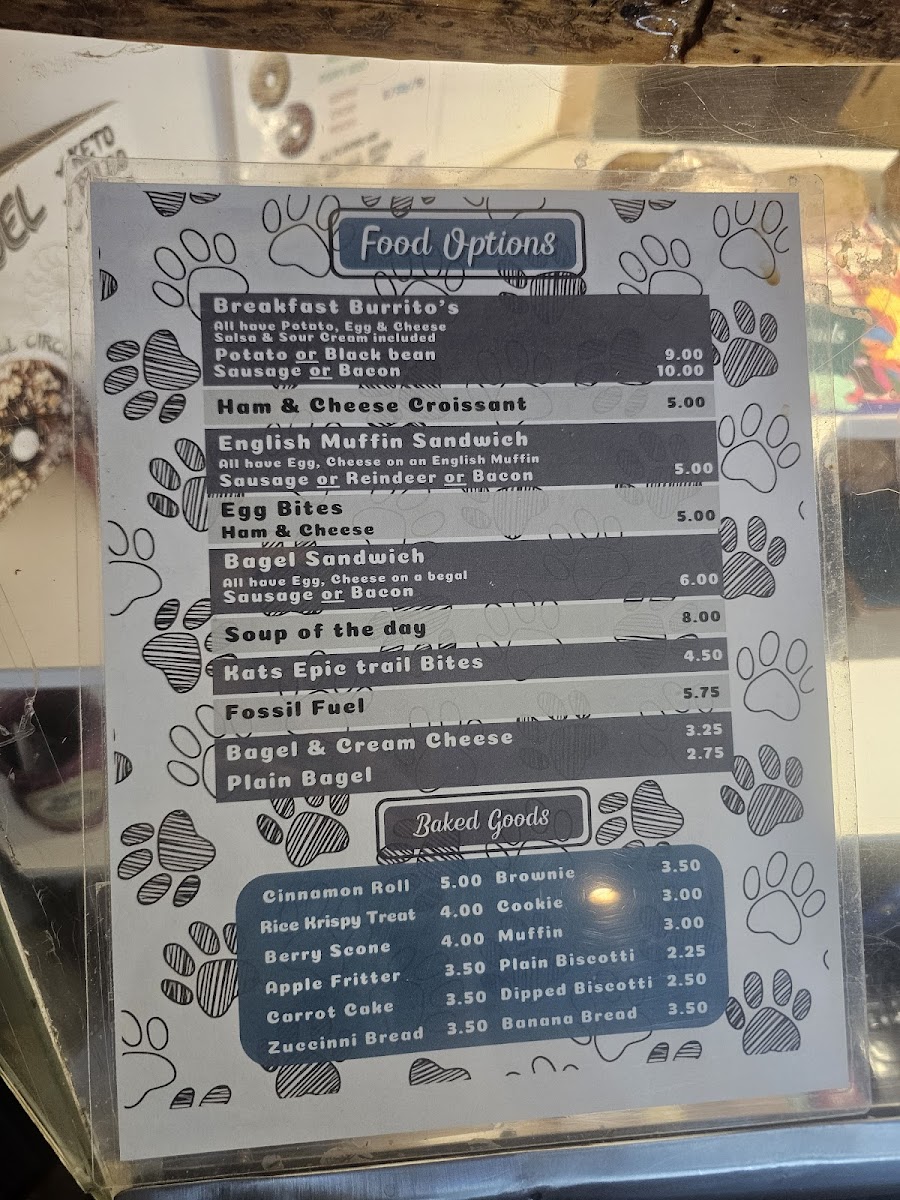 KETO
Food Options
Breakfast Burrito's
All have Potato, Egg & Cheese
Salsa & Sour Cream included
Potato or Black bean 9.00
Sausage or Bacon 10.00
Ham & Cheese Croissant 5.00
English Muffin Sandwich
All have Egg, Cheese on an English Muffin
Sausage or Reindeer or Bacon 5.00
Egg Bites
Ham & Cheese 5.00
Bagel Sandwich
All have Egg, Cheese on a begal
Sausage or Bacon 6.00
Soup of the day 8.00
Kats Epic trail Bites 4.50
Fossil Fuel 5.75
Bagel & Cream Cheese 3.25
Plain Bagel 2.75
Baked Goods
Cinnamon Roll 5.00 Brownie 3.50
Rice Krispy Treat 4.00 Cookie 3.00
Berry Scone 4.00 Muffin 3.00
Apple Fritter 3.50 Plain Biscotti 2.25
Carrot Cake 3.50 Dipped Biscotti 2.50
Zuccinni Bread 3.50 Banana Bread 3.50